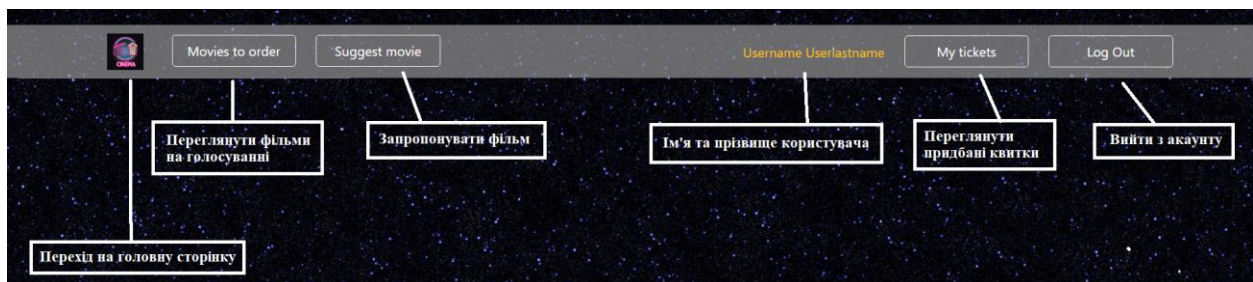 CINEMA
Movies to order
Suggest movie
Username Userlastname
My tickets
Log Out
Переглянути фільми
на голосуванні
Запропонувати фільм
Ім'я та прізвище користувача
Переглянути
придбані квитки
Вийти з акаунту
Перехід на головну сторінку